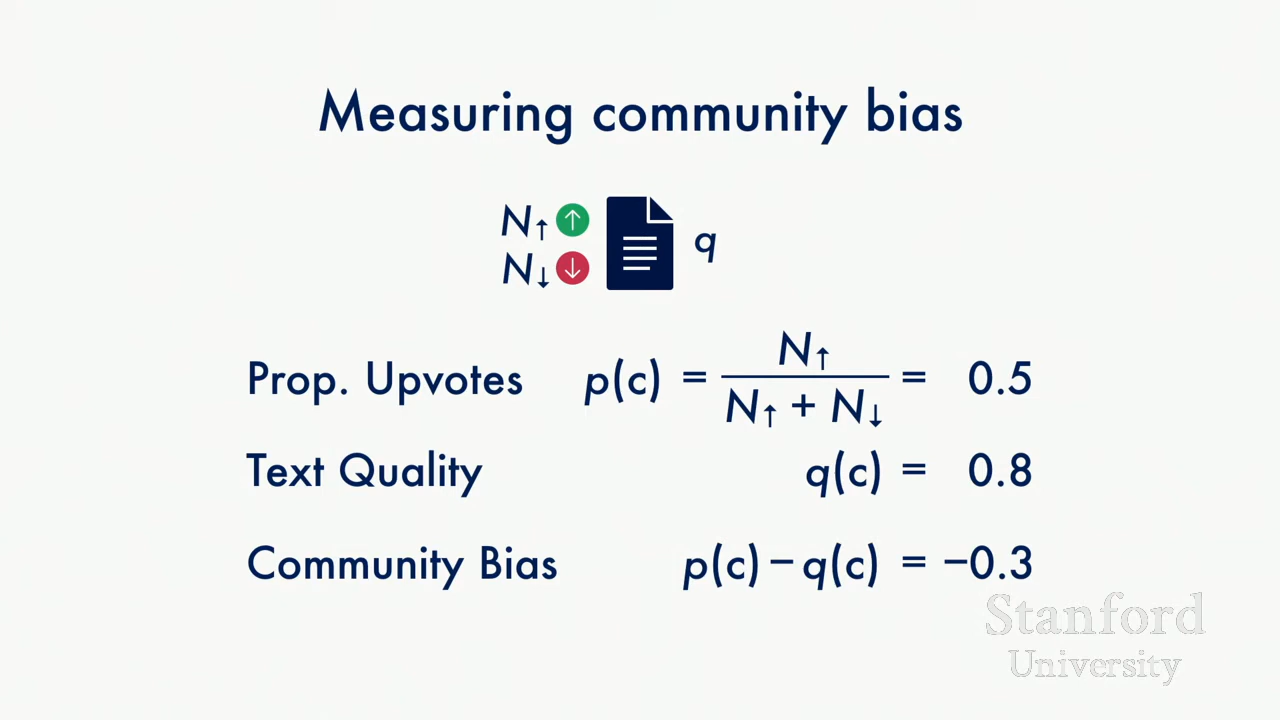 Measuring community bias
N↑ ↑
N↓ ↓
q
Prop. Upvotes p(c) = N↑ / (N↑ + N↓) = 0.5
Text Quality q(c) = 0.8
Community Bias p(c) − q(c) = −0.3
Stanford
University